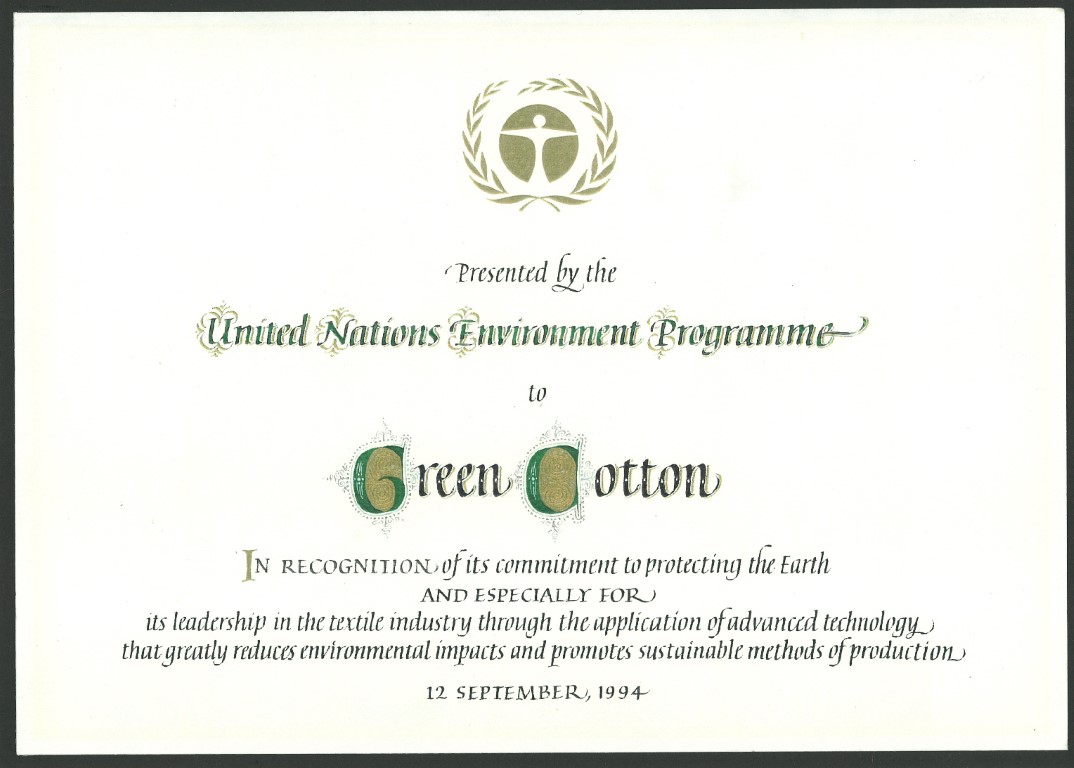 Presented by the
United Nations Environment Programme
to
Green Cotton
IN RECOGNITION of its commitment to protecting the Earth
AND ESPECIALLY FOR
its leadership in the textile industry through the application of advanced technology
that greatly reduces environmental impacts and promotes sustainable methods of production
12 SEPTEMBER, 1994